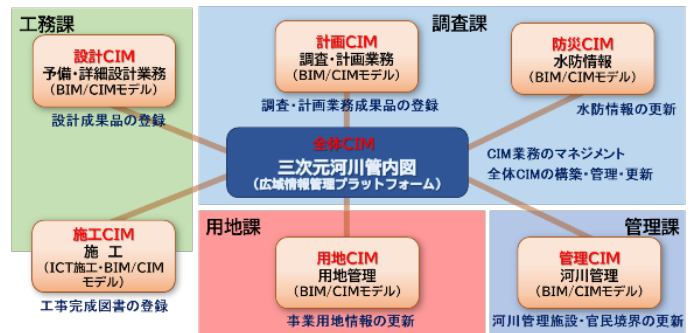 工務課
設計CIM
予備・詳細設計業務
(BIM/CIMモデル)
設計成果品の登録
調査課
計画CIM
調査・計画業務
(BIM/CIMモデル)
調査・計画業務成果品の登録
防災CIM
水防情報
(BIM/CIMモデル)
水防情報の更新
全体CIM
三次元河川管内図
(広域情報管理プラットフォーム)
CIM業務のマネジメント
全体CIMの構築・管理・更新
施工CIM
施 工
(ICT施工・BIM/CIM
モデル)
工事完成図書の登録
用地課
用地CIM
用地管理
(BIM/CIMモデル)
事業用地情報の更新
管理課
管理CIM
河川管理
(BIM/CIMモデル)
河川管理施設・官民境界の更新